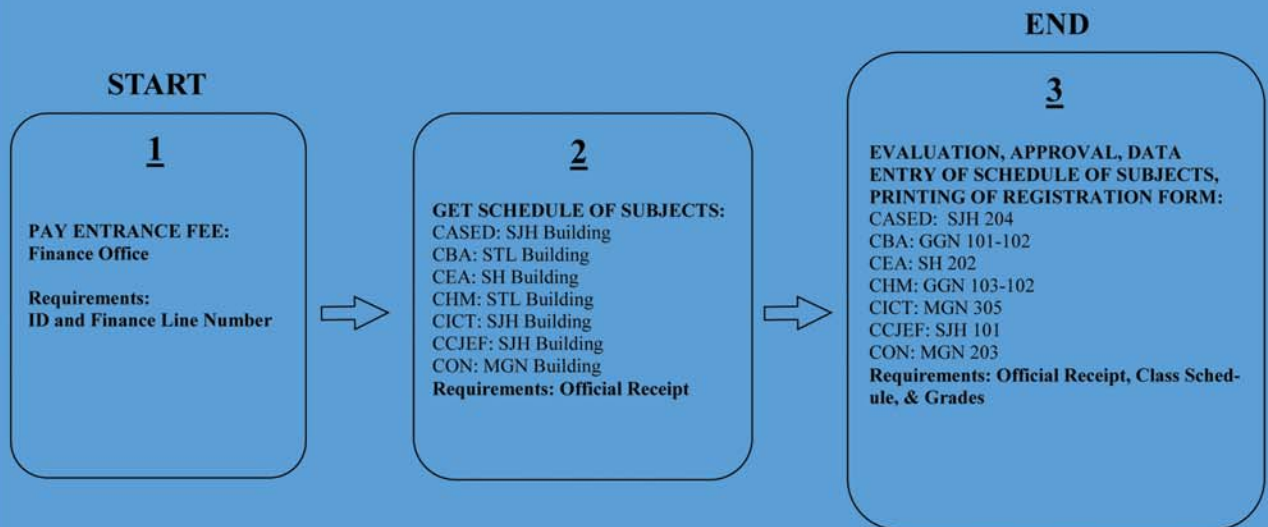 START
1
PAY ENTRANCE FEE:
Finance Office
Requirements:
ID and Finance Line Number
2
GET SCHEDULE OF SUBJECTS:
CASED: SJH Building
CBA: STL Building
CEA: SH Building
CHM: STL Building
CICT: SJH Building
CCJEF: SJH Building
CON: MGN Building
Requirements: Official Receipt
END
3
EVALUATION, APPROVAL, DATA
ENTRY OF SCHEDULE OF SUBJECTS,
PRINTING OF REGISTRATION FORM:
CASED: SJH 204
CBA: GGN 101-102
CEA: SH 202
CHM: GGN 103-102
CICT: MGN 305
CCJEF: SJH 101
CON: MGN 203
Requirements: Official Receipt, Class Sched-
ule, & Grades